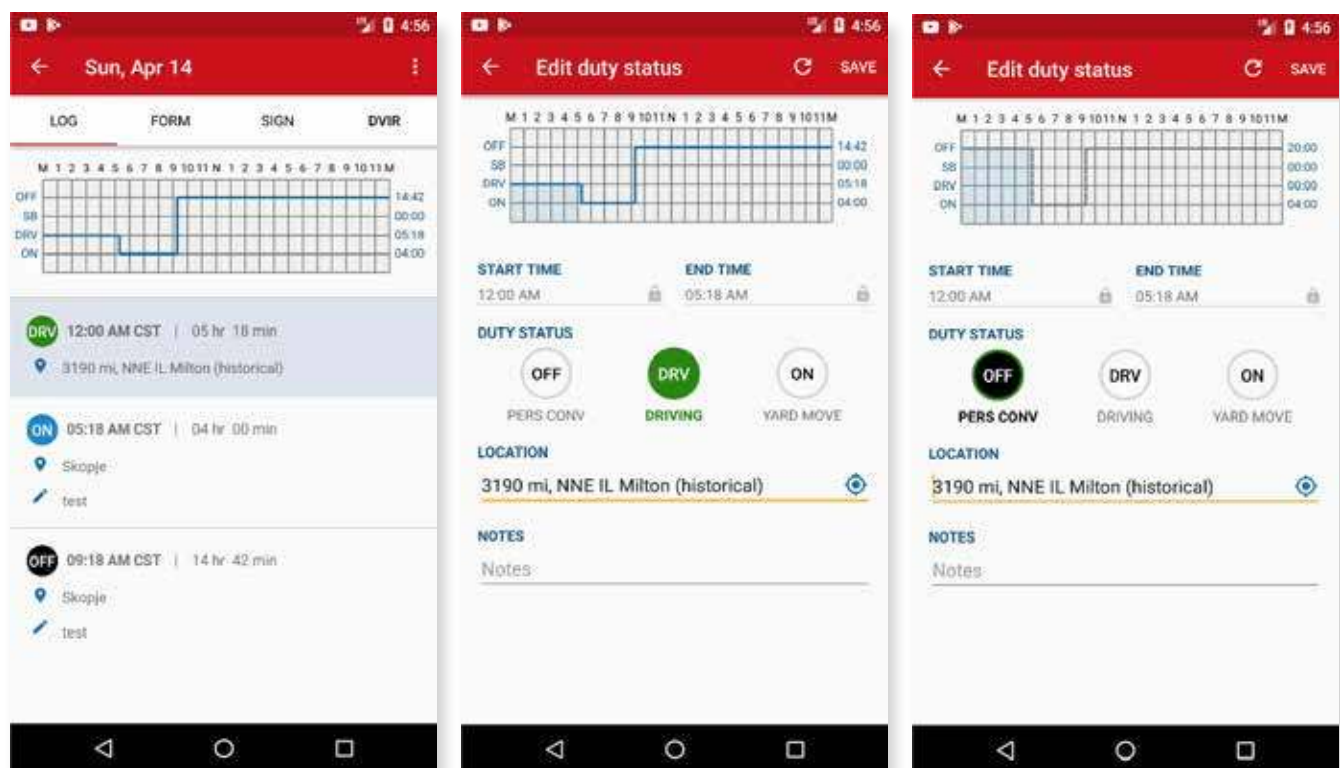 4:56
Sun, Apr 14
LOG FORM SIGN DVIR
M 1 2 3 4 5 6 7 8 9 10 11 N 1 2 3 4 5 6 7 8 9 10 11 M
OFF 14:42
SB 00:00
DRV 05:18
ON 04:00
DRV 12:00 AM CST | 05 hr 18 min
3190 mi, NNE IL Milton (historical)
ON 05:18 AM CST | 04 hr 00 min
Skopje
test
OFF 09:18 AM CST | 14 hr 42 min
Skopje
test
4:56
Edit duty status SAVE
M 1 2 3 4 5 6 7 8 9 10 11 N 1 2 3 4 5 6 7 8 9 10 11 M
OFF 14:42
SB 00:00
DRV 05:18
ON 04:00
START TIME END TIME
12:00 AM 05:18 AM
DUTY STATUS
OFF DRV ON
PERS CONV DRIVING YARD MOVE
LOCATION
3190 mi, NNE IL Milton (historical)
NOTES
Notes
4:56
Edit duty status SAVE
M 1 2 3 4 5 6 7 8 9 10 11 N 1 2 3 4 5 6 7 8 9 10 11 M
OFF 20:00
SB 00:00
DRV 00:00
ON 04:00
START TIME END TIME
12:00 AM 05:18 AM
DUTY STATUS
OFF DRV ON
PERS CONV DRIVING YARD MOVE
LOCATION
3190 mi, NNE IL Milton (historical)
NOTES
Notes